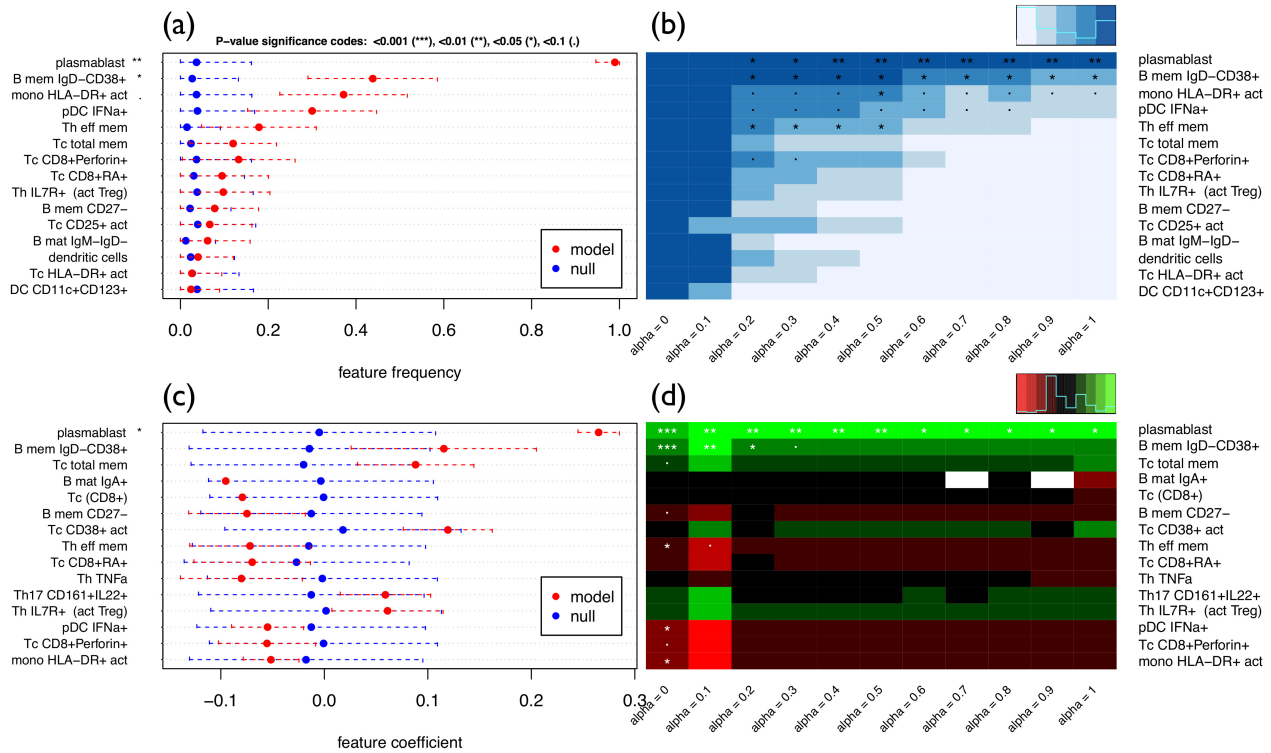 (a)
(b)
P-value significance codes: <0.001 (***), <0.01 (**), <0.05 (*), <0.1 (.)
plasmablast **
B mem IgD−CD38+ *
mono HLA−DR+ act .
pDC IFNa+
Th eff mem
Tc total mem
Tc CD8+Perforin+
Tc CD8+RA+
Th IL7R+ (act Treg)
B mem CD27−
Tc CD25+ act
B mat IgM−IgD−
dendritic cells
Tc HLA−DR+ act
DC CD11c+CD123+
model
null
0.0 0.2 0.4 0.6 0.8 1.0
feature frequency
* * * * ** ** ** ** **
plasmablast
* * * * * * * * *
B mem IgD−CD38+
. . . * . . . . .
mono HLA−DR+ act
. . . . . . .
pDC IFNa+
* * * *
Th eff mem
Tc total mem
. .
Tc CD8+Perforin+
Tc CD8+RA+
Th IL7R+ (act Treg)
B mem CD27−
Tc CD25+ act
B mat IgM−IgD−
dendritic cells
Tc HLA−DR+ act
DC CD11c+CD123+
alpha = 0
alpha = 0.1
alpha = 0.2
alpha = 0.3
alpha = 0.4
alpha = 0.5
alpha = 0.6
alpha = 0.7
alpha = 0.8
alpha = 0.9
alpha = 1
(c)
(d)
plasmablast *
B mem IgD−CD38+
Tc total mem
B mat IgA+
Tc (CD8+)
B mem CD27−
Tc CD38+ act
Th eff mem
Tc CD8+RA+
Th TNFa
Th17 CD161+IL22+
Th IL7R+ (act Treg)
pDC IFNa+
Tc CD8+Perforin+
mono HLA−DR+ act
model
null
−0.1 0.0 0.1 0.2 0.3
feature coefficient
*** ** ** ** ** ** * * * * *
plasmablast
*** ** * .
B mem IgD−CD38+
.
Tc total mem
B mat IgA+
Tc (CD8+)
.
B mem CD27−
Tc CD38+ act
* .
Th eff mem
Tc CD8+RA+
Th TNFa
Th17 CD161+IL22+
Th IL7R+ (act Treg)
*
pDC IFNa+
.
Tc CD8+Perforin+
*
mono HLA−DR+ act
alpha = 0
alpha = 0.1
alpha = 0.2
alpha = 0.3
alpha = 0.4
alpha = 0.5
alpha = 0.6
alpha = 0.7
alpha = 0.8
alpha = 0.9
alpha = 1